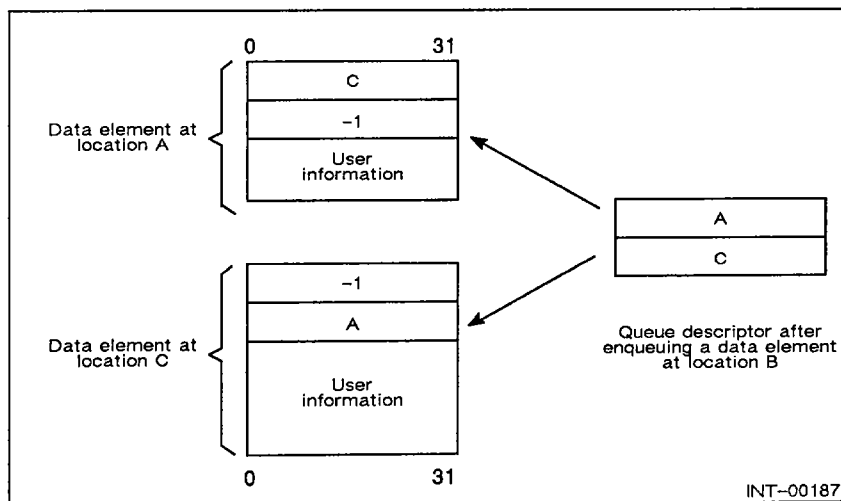 0 31
C
-1
User
information
Data element at
location A
A
C
Queue descriptor after
enqueuing a data element
at location B
-1
A
User
information
Data element at
location C
0 31
INT-00187